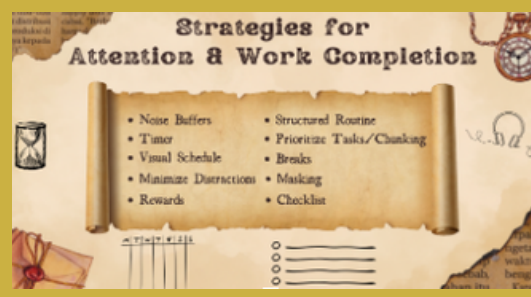 Strategies for
Attention & Work Completion
• Noise Buffers
• Timer
• Visual Schedule
• Minimize Distractions
• Rewards
• Structured Routine
• Prioritize Tasks/Chunking
• Breaks
• Masking
• Checklist